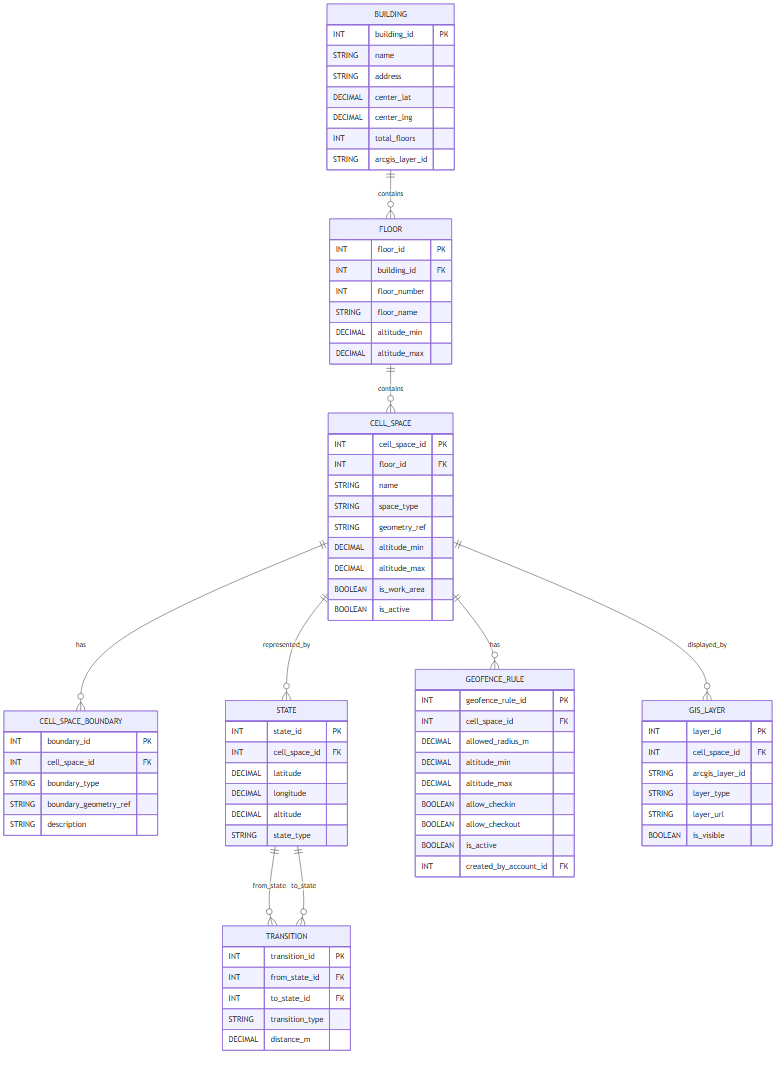 BUILDING
INT building_id PK
STRING name
STRING address
DECIMAL center_lat
DECIMAL center_lng
INT total_floors
STRING arcgis_layer_id
contains
FLOOR
INT floor_id PK
INT building_id FK
INT floor_number
STRING floor_name
DECIMAL altitude_min
DECIMAL altitude_max
contains
CELL_SPACE
INT cell_space_id PK
INT floor_id FK
STRING name
STRING space_type
STRING geometry_ref
DECIMAL altitude_min
DECIMAL altitude_max
BOOLEAN is_work_area
BOOLEAN is_active
has
represented_by
has
displayed_by
CELL_SPACE_BOUNDARY
INT boundary_id PK
INT cell_space_id FK
STRING boundary_type
STRING boundary_geometry_ref
STRING description
STATE
INT state_id PK
INT cell_space_id FK
DECIMAL latitude
DECIMAL longitude
DECIMAL altitude
STRING state_type
GEOFENCE_RULE
INT geofence_rule_id PK
INT cell_space_id FK
DECIMAL allowed_radius_m
DECIMAL altitude_min
DECIMAL altitude_max
BOOLEAN allow_checkin
BOOLEAN allow_checkout
BOOLEAN is_active
INT created_by_account_id FK
GIS_LAYER
INT layer_id PK
INT cell_space_id FK
STRING arcgis_layer_id
STRING layer_type
STRING layer_url
BOOLEAN is_visible
from_state
to_state
TRANSITION
INT transition_id PK
INT from_state_id FK
INT to_state_id FK
STRING transition_type
DECIMAL distance_m